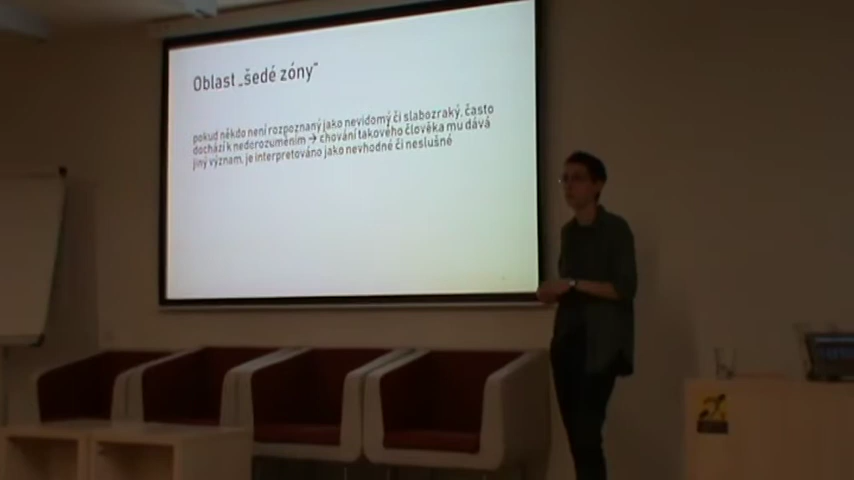 Oblast „šedé zóny“
pokud někdo není rozpoznaný jako nevidomý či slabozraký, často
dochází k nedorozuměním → chování takového člověka mu dává
jiný význam, je interpretováno jako nevhodné či neslušné